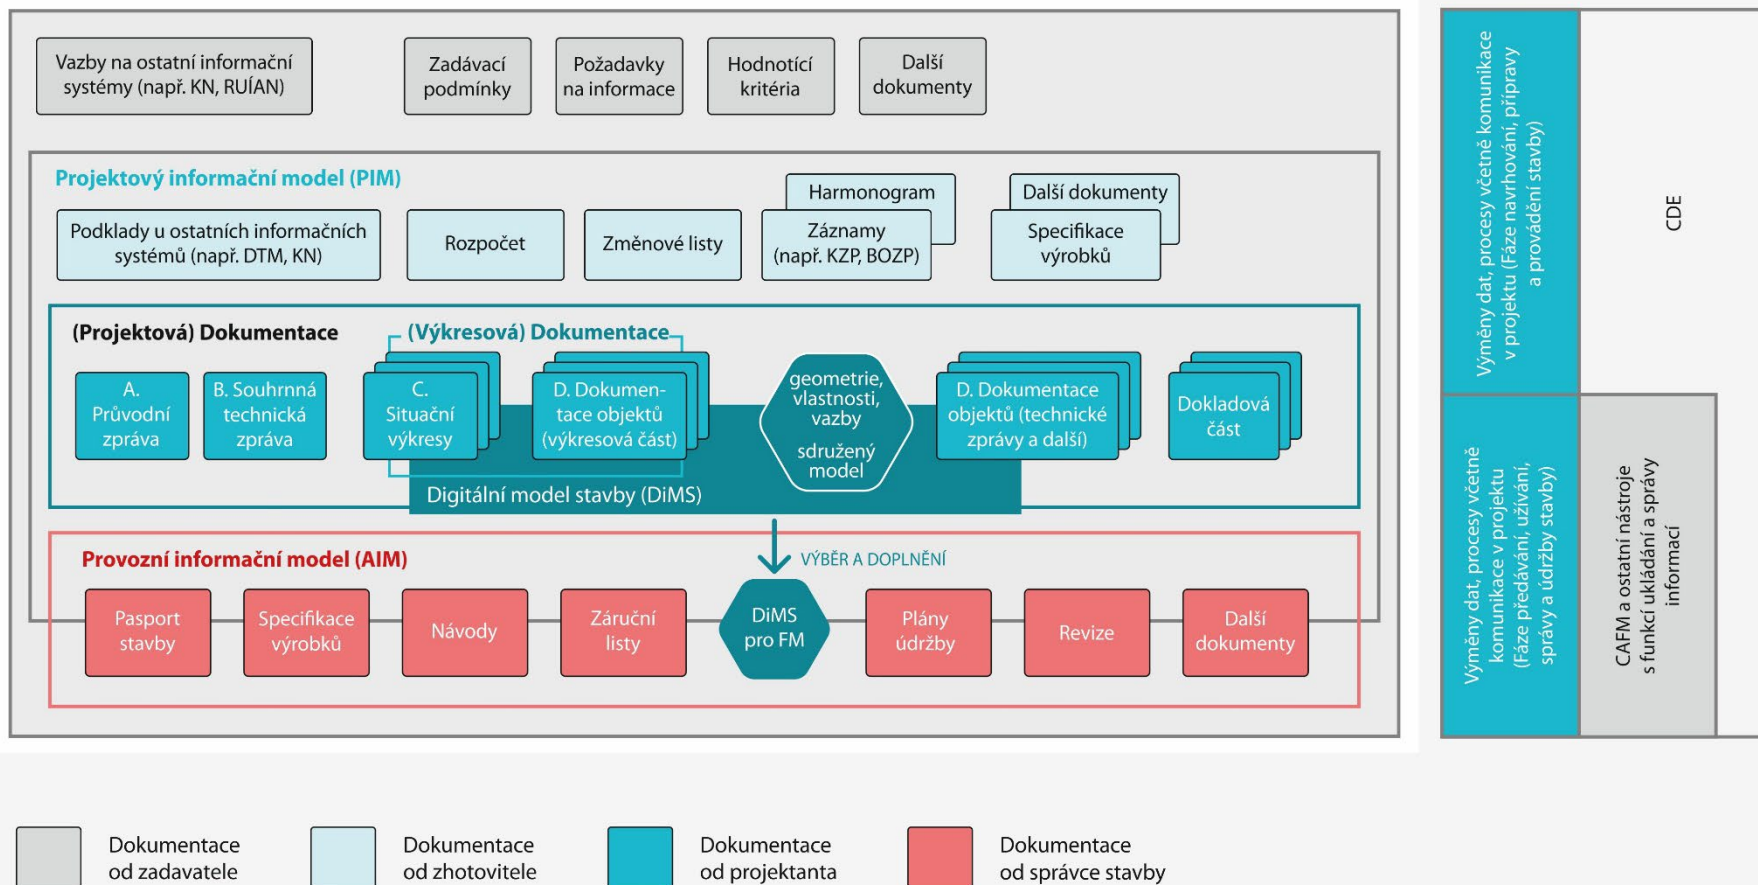 Vazby na ostatní informační
systémy (např. KN, RUÍAN)
Zadávací
podmínky
Požadavky
na informace
Hodnotící
kritéria
Další
dokumenty
Projektový informační model (PIM)
Podklady u ostatních informačních
systémů (např. DTM, KN)
Rozpočet
Změnové listy
Harmonogram
Záznamy
(např. KZP, BOZP)
Další dokumenty
Specifikace
výrobků
(Projektová) Dokumentace
(Výkresová) Dokumentace
A.
Průvodní
zpráva
B. Souhrnná
technická
zpráva
C.
Situační
výkresy
D. Dokumen-
tace objektů
(výkresová část)
geometrie,
vlastnosti,
vazby
sdružený
model
D. Dokumentace
objektů (technické
zprávy a další)
Dokladová
část
Digitální model stavby (DiMS)
Provozní informační model (AIM)
VÝBĚR A DOPLNĚNÍ
Pasport
stavby
Specifikace
výrobků
Návody
Záruční
listy
DiMS
pro FM
Plány
údržby
Revize
Další
dokumenty
Výměny dat, procesy včetně komunikace
v projektu (Fáze navrhování, přípravy
a provádění stavby)
CDE
Výměny dat, procesy včetně
komunikace v projektu
(Fáze předávání, užívání,
správy a údržby stavby)
CAFM a ostatní nástroje
s funkcí ukládání a správy
informací
Dokumentace
od zadavatele
Dokumentace
od zhotovitele
Dokumentace
od projektanta
Dokumentace
od správce stavby